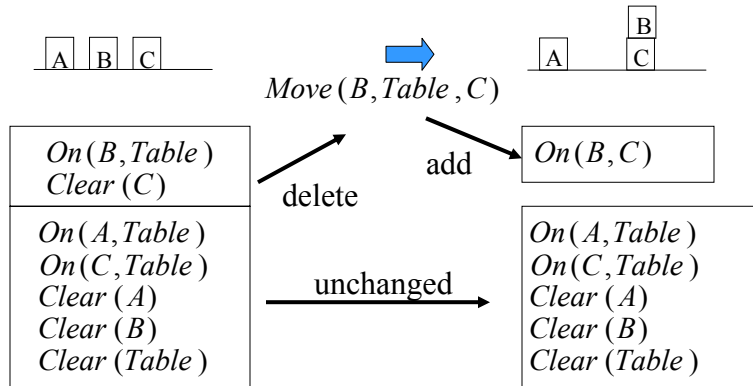 A B C
B
A C
Move(B,Table,C)
On(B,Table)
Clear(C)
delete
add
On(B,C)
On(A,Table)
On(C,Table)
Clear(A)
Clear(B)
Clear(Table)
unchanged
On(A,Table)
On(C,Table)
Clear(A)
Clear(B)
Clear(Table)